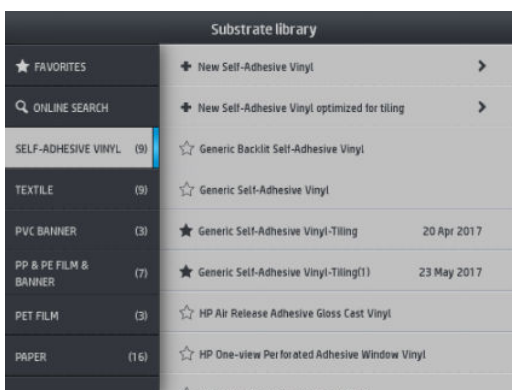 Substrate library
FAVORITES
ONLINE SEARCH
SELF-ADHESIVE VINYL (9)
TEXTILE (9)
PVC BANNER (3)
PP & PE FILM &
BANNER (7)
PET FILM (3)
PAPER (16)
New Self-Adhesive Vinyl
New Self-Adhesive Vinyl optimized for tiling
Generic Backlit Self-Adhesive Vinyl
Generic Self-Adhesive Vinyl
Generic Self-Adhesive Vinyl-Tiling 20 Apr 2017
Generic Self-Adhesive Vinyl-Tiling(1) 23 May 2017
HP Air Release Adhesive Gloss Cast Vinyl
HP One-view Perforated Adhesive Window Vinyl